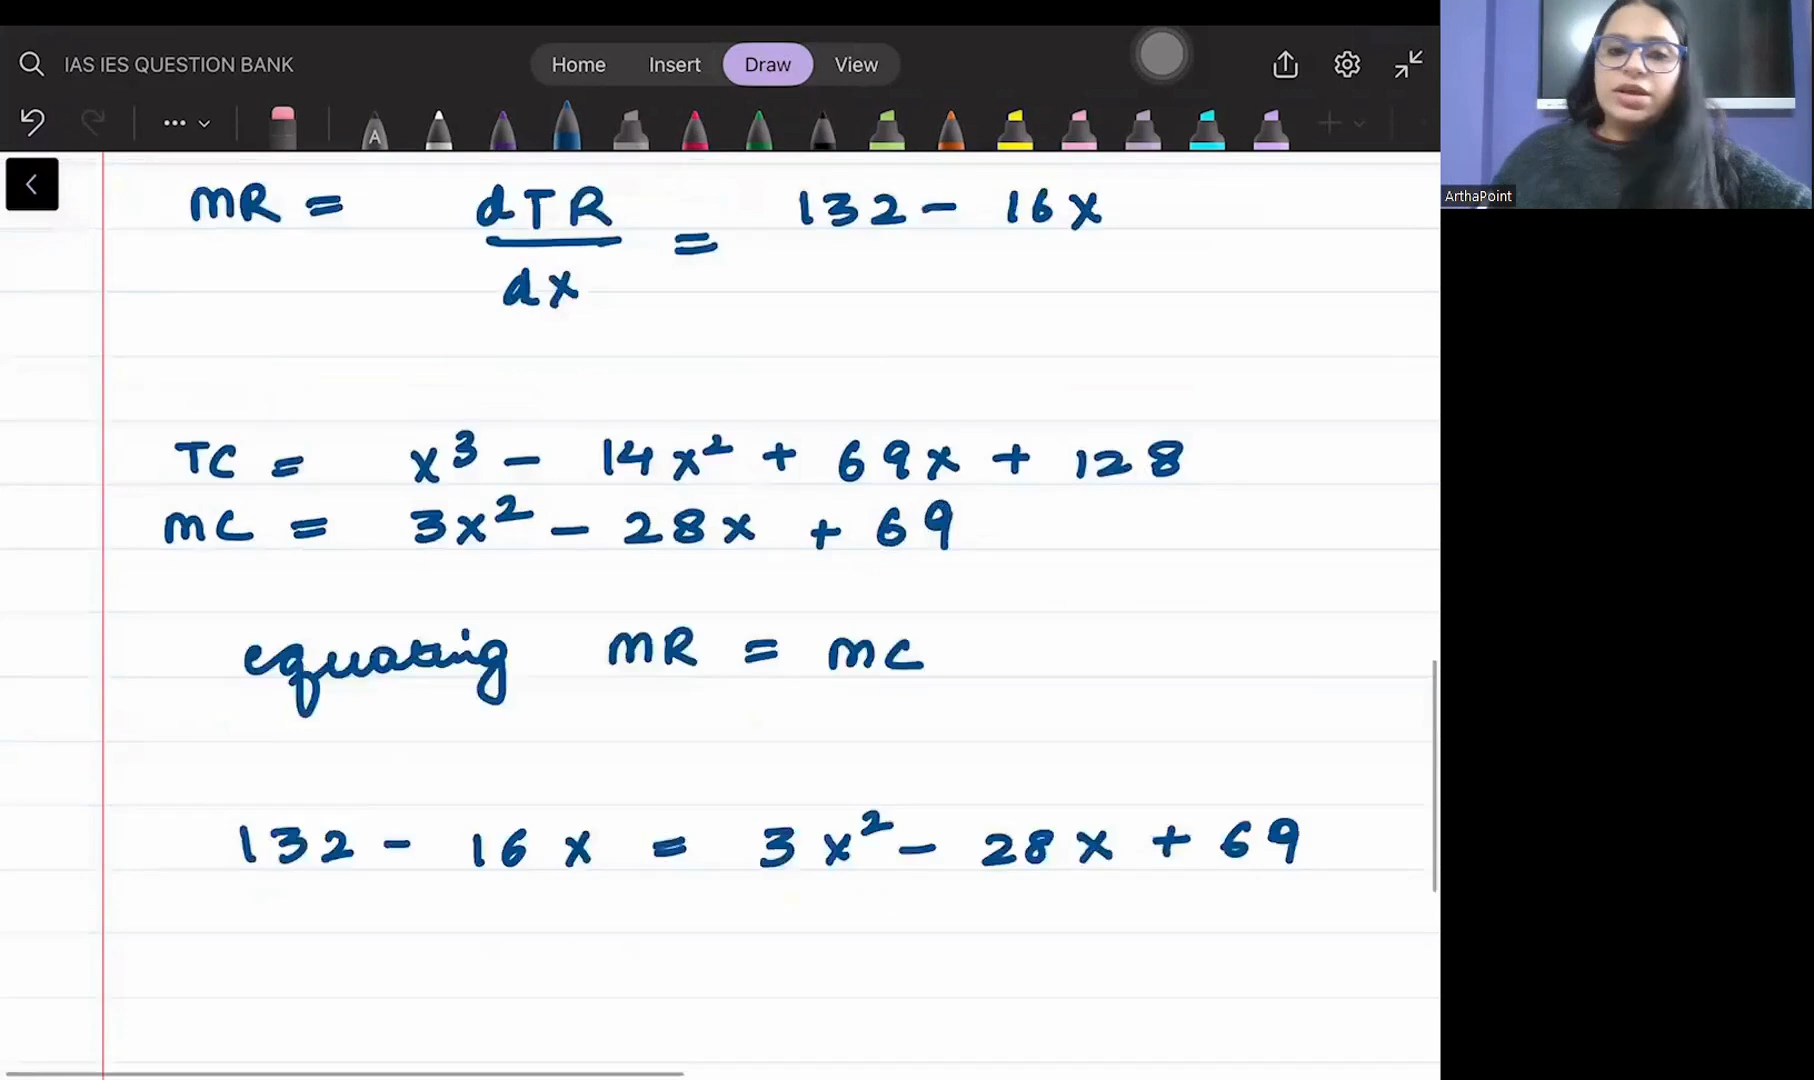 IAS IES QUESTION BANK
Home Insert Draw View
A
ArthaPoint
MR = dTR/dx = 132 - 16x
TC = x³ - 14x² + 69x + 128
MC = 3x² - 28x + 69
equating MR = MC
132 - 16x = 3x² - 28x + 69